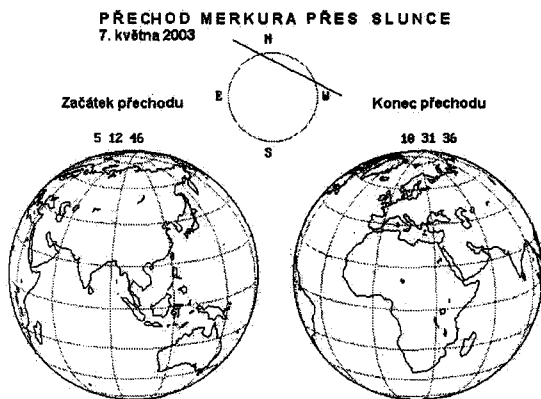 PŘECHOD MERKURA PŘES SLUNCE
7. května 2003
N
E
W
S
Začátek přechodu
5 12 46
Konec přechodu
10 31 36